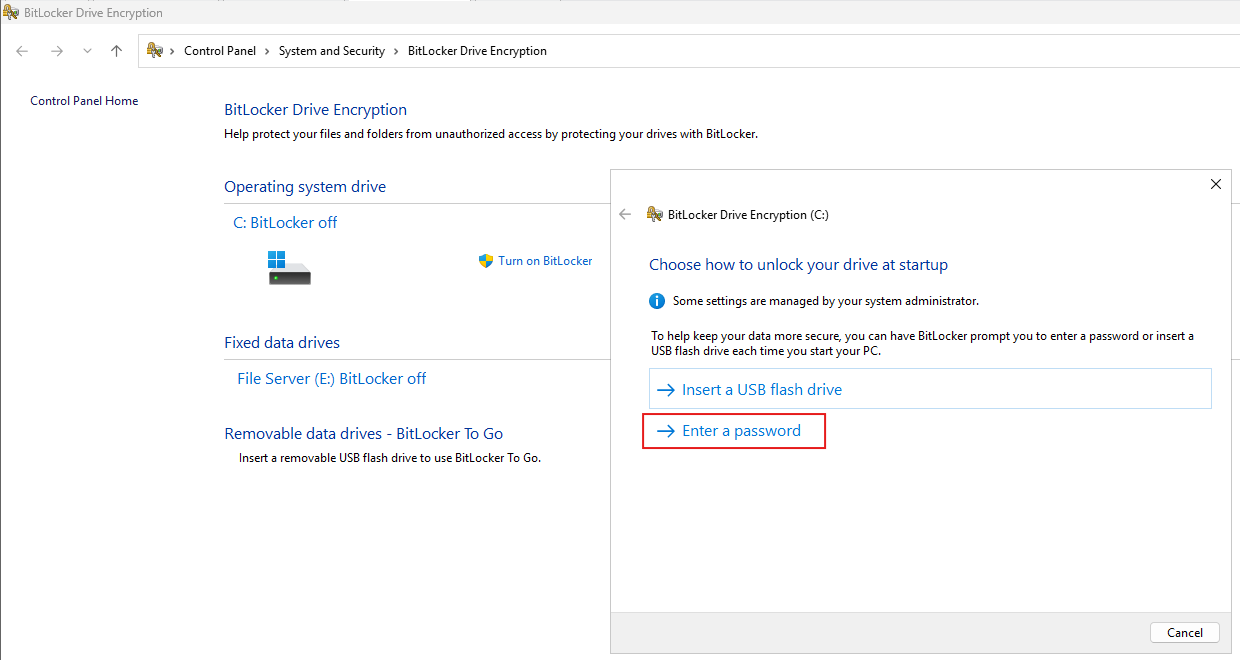 BitLocker Drive Encryption
Control Panel > System and Security > BitLocker Drive Encryption
Control Panel Home
BitLocker Drive Encryption
Help protect your files and folders from unauthorized access by protecting your drives with BitLocker.
Operating system drive
C: BitLocker off
Turn on BitLocker
Fixed data drives
File Server (E:) BitLocker off
Removable data drives - BitLocker To Go
Insert a removable USB flash drive to use BitLocker To Go.
BitLocker Drive Encryption (C:)
Choose how to unlock your drive at startup
Some settings are managed by your system administrator.
To help keep your data more secure, you can have BitLocker prompt you to enter a password or insert a
USB flash drive each time you start your PC.
Insert a USB flash drive
Enter a password
Cancel